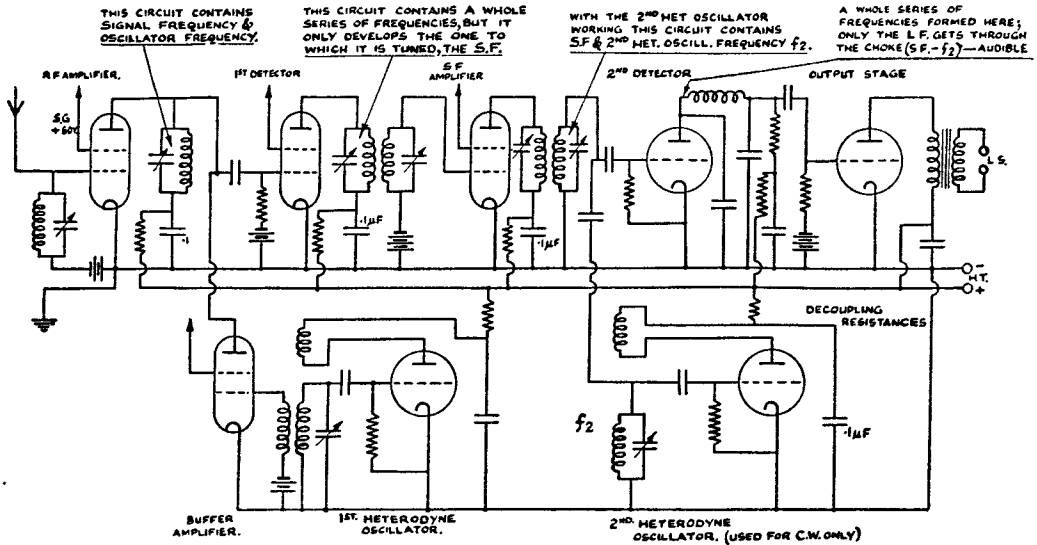 THIS CIRCUIT CONTAINS
SIGNAL FREQUENCY &
OSCILLATOR FREQUENCY.
THIS CIRCUIT CONTAINS A WHOLE
SERIES OF FREQUENCIES, BUT IT
ONLY DEVELOPS THE ONE TO
WHICH IT IS TUNED, THE S.F.
WITH THE 2ND HET OSCILLATOR
WORKING THIS CIRCUIT CONTAINS
S.F & 2ND HET. OSCILL. FREQUENCY f2.
A WHOLE SERIES OF
FREQUENCIES FORMED HERE;
ONLY THE L.F. GETS THROUGH
THE CHOKE (S.F.-f2)—AUDIBLE
RF AMPLIFIER.
1ST DETECTOR
S F
AMPLIFIER
2ND DETECTOR
OUTPUT STAGE
S.G
+60V
L S.
.1
.1µF
.1µF
-
H.T.
+
DECOUPLING
RESISTANCES
f2
.1µF
BUFFER
AMPLIFIER.
1ST. HETERODYNE
OSCILLATOR.
2ND. HETERODYNE
OSCILLATOR. (USED FOR C.W. ONLY)